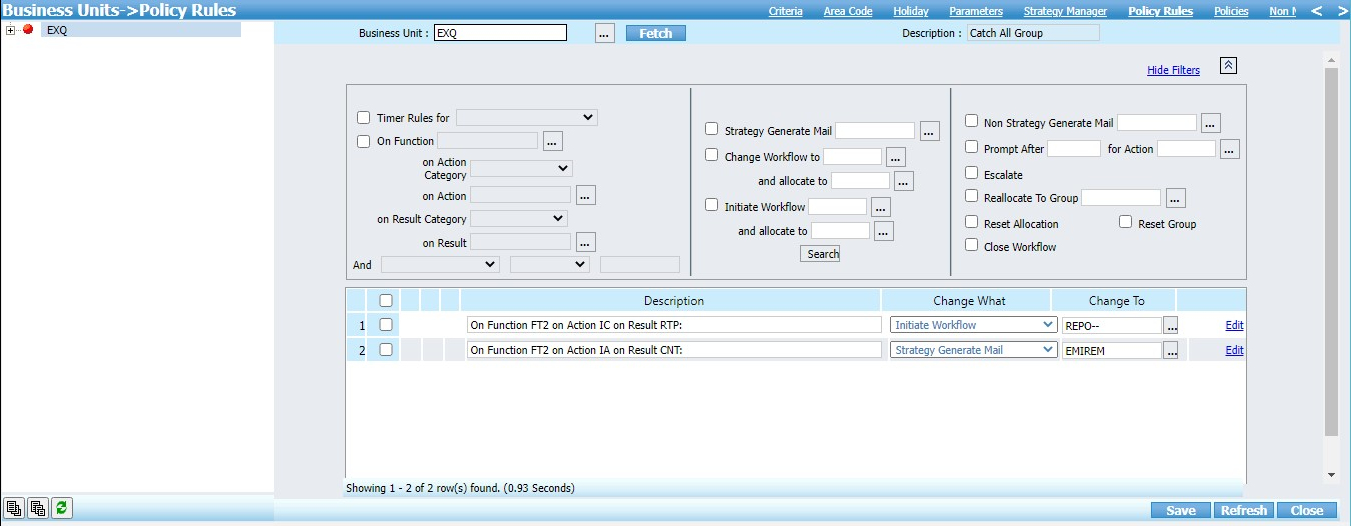 Business Units->Policy Rules
Criteria Area Code Holiday Parameters Strategy Manager Policy Rules Policies Non < >
EXQ
Business Unit : EXQ ... Fetch Description : Catch All Group
Hide Filters
Timer Rules for
On Function ...
on Action Category
on Action ...
on Result Category
on Result ...
And
Strategy Generate Mail ...
Change Workflow to ...
and allocate to ...
Initiate Workflow ...
and allocate to ...
Search
Non Strategy Generate Mail ...
Prompt After for Action ...
Escalate
Reallocate To Group ...
Reset Allocation Reset Group
Close Workflow
Description Change What Change To
1 On Function FT2 on Action IC on Result RTP: Initiate Workflow REPO-- ... Edit
2 On Function FT2 on Action IA on Result CNT: Strategy Generate Mail EMIREM ... Edit
Showing 1 - 2 of 2 row(s) found. (0.93 Seconds)
Save Refresh Close